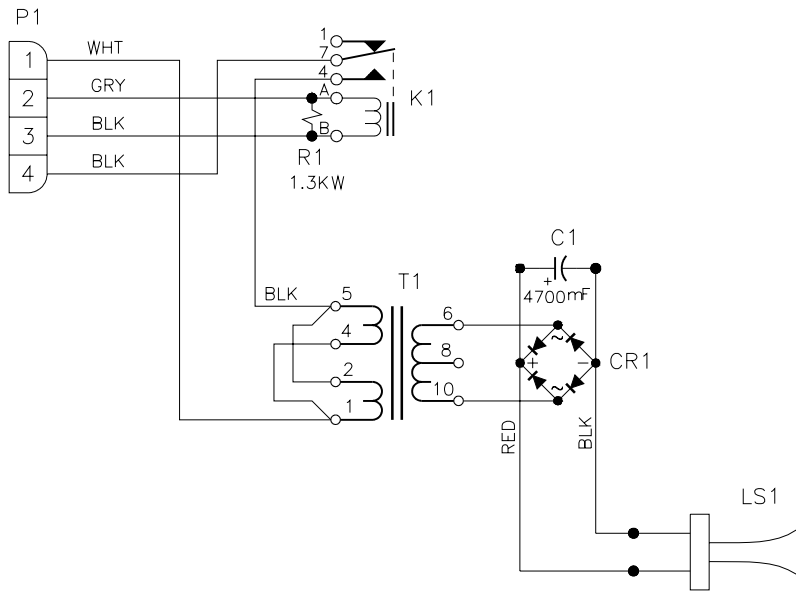 P1
1
WHT
2
GRY
3
BLK
4
BLK
1
7
4
A
B
K1
R1
1.3KW
C1
+
4700mF
T1
BLK
5
4
2
1
6
8
10
~
+
−
~
CR1
RED
BLK
LS1